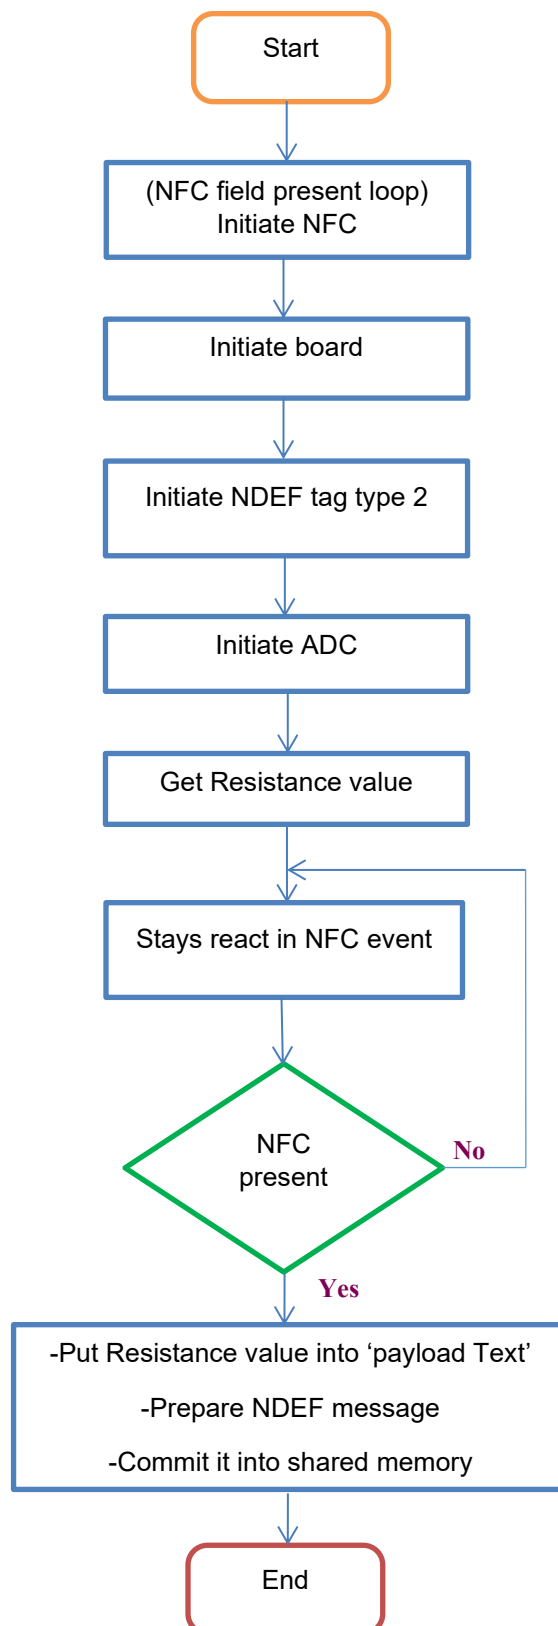 Start
(NFC field present loop)
Initiate NFC
Initiate board
Initiate NDEF tag type 2
Initiate ADC
Get Resistance value
Stays react in NFC event
NFC
present
No
Yes
-Put Resistance value into ‘payload Text’
-Prepare NDEF message
-Commit it into shared memory
End